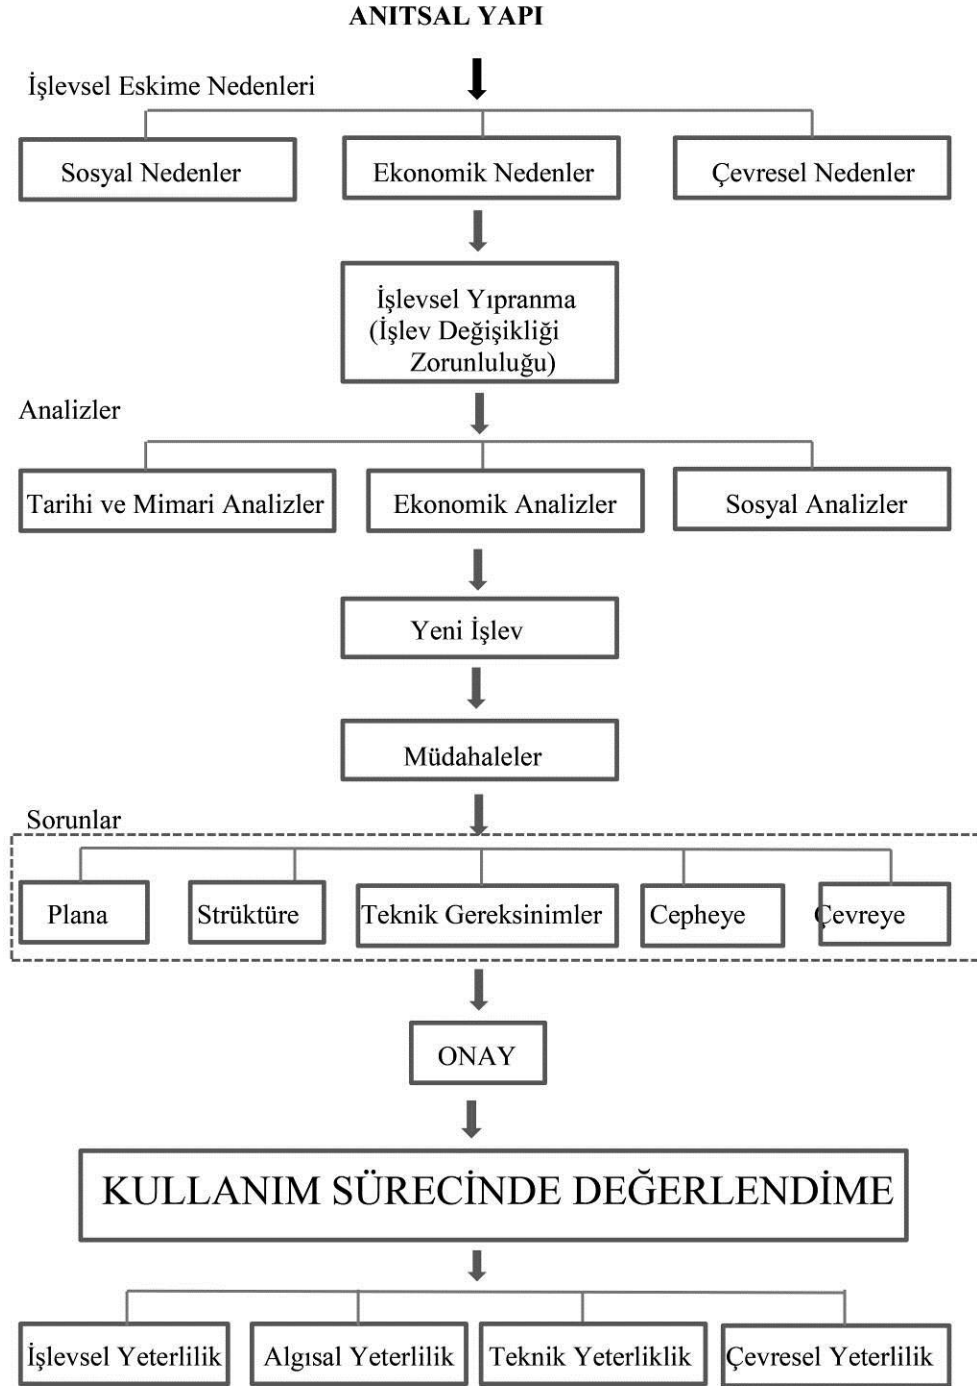 ANITSAL YAPI
İşlevsel Eskime Nedenleri
Sosyal Nedenler
Ekonomik Nedenler
Çevresel Nedenler
İşlevsel Yıpranma
(İşlev Değişikliği
Zorunluluğu)
Analizler
Tarihi ve Mimari Analizler
Ekonomik Analizler
Sosyal Analizler
Yeni İşlev
Müdahaleler
Sorunlar
Plana
Strüktüre
Teknik Gereksinimler
Cepheye
Çevreye
ONAY
KULLANIM SÜRECİNDE DEĞERLENDİME
İşlevsel Yeterlilik
Algısal Yeterlilik
Teknik Yeterliklik
Çevresel Yeterlilik